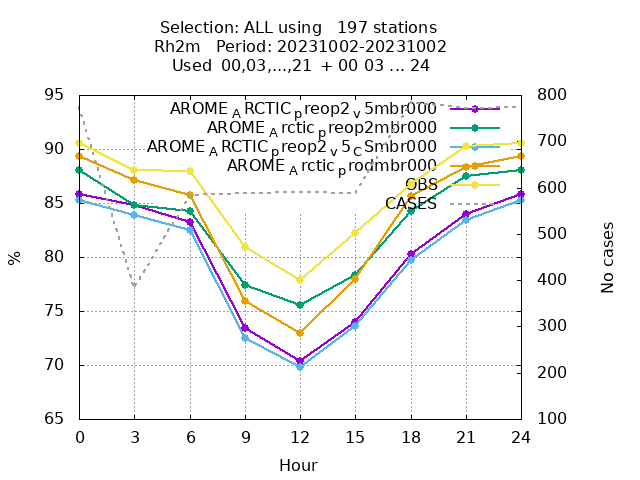 Selection: ALL using 197 stations
Rh2m Period: 20231002-20231002
Used 00,03,...,21 + 00 03 ... 24
95
90
85
80
75
70
65
%
AROME_ARCTIC_preop2_v5mbr000
AROME_Arctic_preop2mbr000
AROME_ARCTIC_preop2_v5_CSmbr000
AROME_Arctic_prodmbr000
OBS
CASES
800
700
600
500
400
300
200
100
No cases
0 3 6 9 12 15 18 21 24
Hour